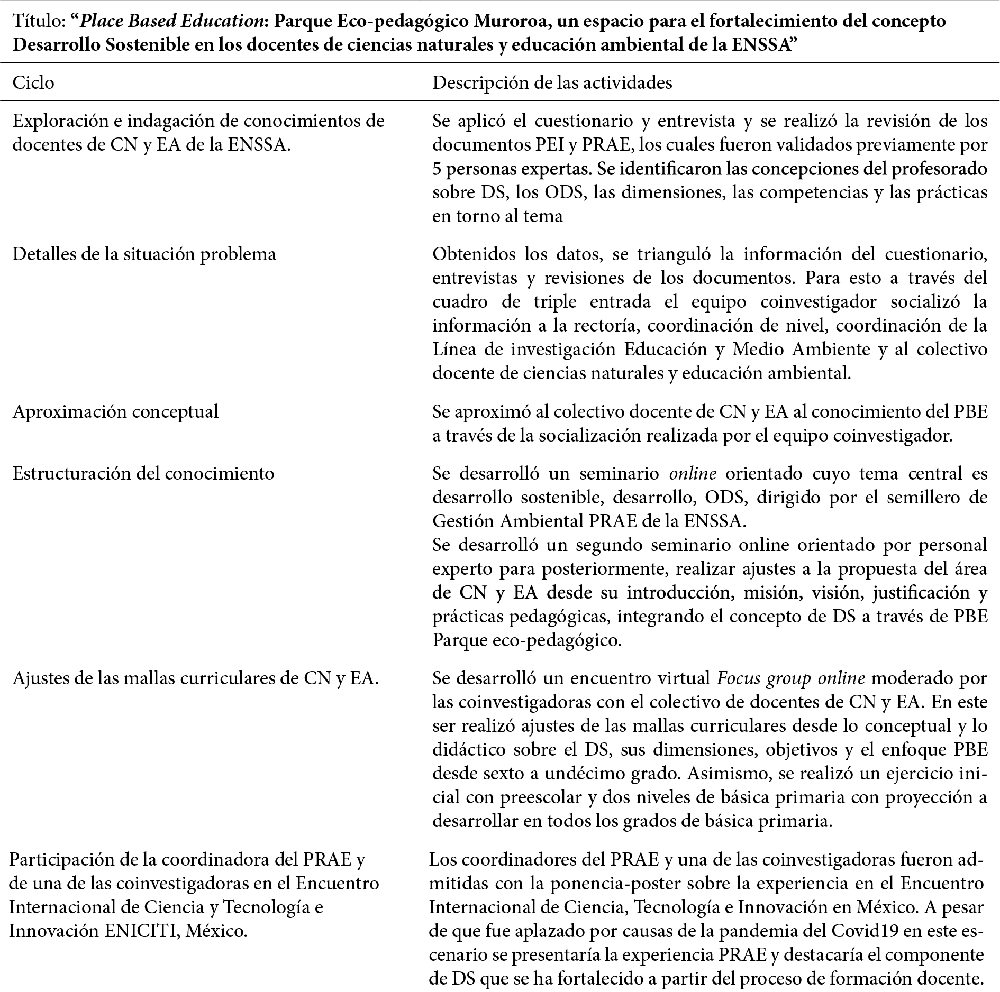 Título: “Place Based Education: Parque Eco-pedagógico Muroroa, un espacio para el fortalecimiento del concepto
Desarrollo Sostenible en los docentes de ciencias naturales y educación ambiental de la ENSSA”
Ciclo
Descripción de las actividades
Exploración e indagación de conocimientos de
docentes de CN y EA de la ENSSA.
Se aplicó el cuestionario y entrevista y se realizó la revisión de los
documentos PEI y PRAE, los cuales fueron validados previamente por
5 personas expertas. Se identificaron las concepciones del profesorado
sobre DS, los ODS, las dimensiones, las competencias y las prácticas
en torno al tema
Detalles de la situación problema
Obtenidos los datos, se trianguló la información del cuestionario,
entrevistas y revisiones de los documentos. Para esto a través del
cuadro de triple entrada el equipo coinvestigador socializó la
información a la rectoría, coordinación de nivel, coordinación de la
Línea de investigación Educación y Medio Ambiente y al colectivo
docente de ciencias naturales y educación ambiental.
Aproximación conceptual
Se aproximó al colectivo docente de CN y EA al conocimiento del PBE
a través de la socialización realizada por el equipo coinvestigador.
Estructuración del conocimiento
Se desarrolló un seminario online orientado cuyo tema central es
desarrollo sostenible, desarrollo, ODS, dirigido por el semillero de
Gestión Ambiental PRAE de la ENSSA.
Se desarrolló un segundo seminario online orientado por personal
experto para posteriormente, realizar ajustes a la propuesta del área
de CN y EA desde su introducción, misión, visión, justificación y
prácticas pedagógicas, integrando el concepto de DS a través de PBE
Parque eco-pedagógico.
Ajustes de las mallas curriculares de CN y EA.
Se desarrolló un encuentro virtual Focus group online moderado por
las coinvestigadoras con el colectivo de docentes de CN y EA. En este
ser realizó ajustes de las mallas curriculares desde lo conceptual y lo
didáctico sobre el DS, sus dimensiones, objetivos y el enfoque PBE
desde sexto a undécimo grado. Asimismo, se realizó un ejercicio ini-
cial con preescolar y dos niveles de básica primaria con proyección a
desarrollar en todos los grados de básica primaria.
Participación de la coordinadora del PRAE y
de una de las coinvestigadoras en el Encuentro
Internacional de Ciencia y Tecnología e
Innovación ENICITI, México.
Los coordinadores del PRAE y una de las coinvestigadoras fueron ad-
mitidas con la ponencia-poster sobre la experiencia en el Encuentro
Internacional de Ciencia, Tecnología e Innovación en México. A pesar
de que fue aplazado por causas de la pandemia del Covid19 en este es-
cenario se presentaría la experiencia PRAE y destacaría el componente
de DS que se ha fortalecido a partir del proceso de formación docente.